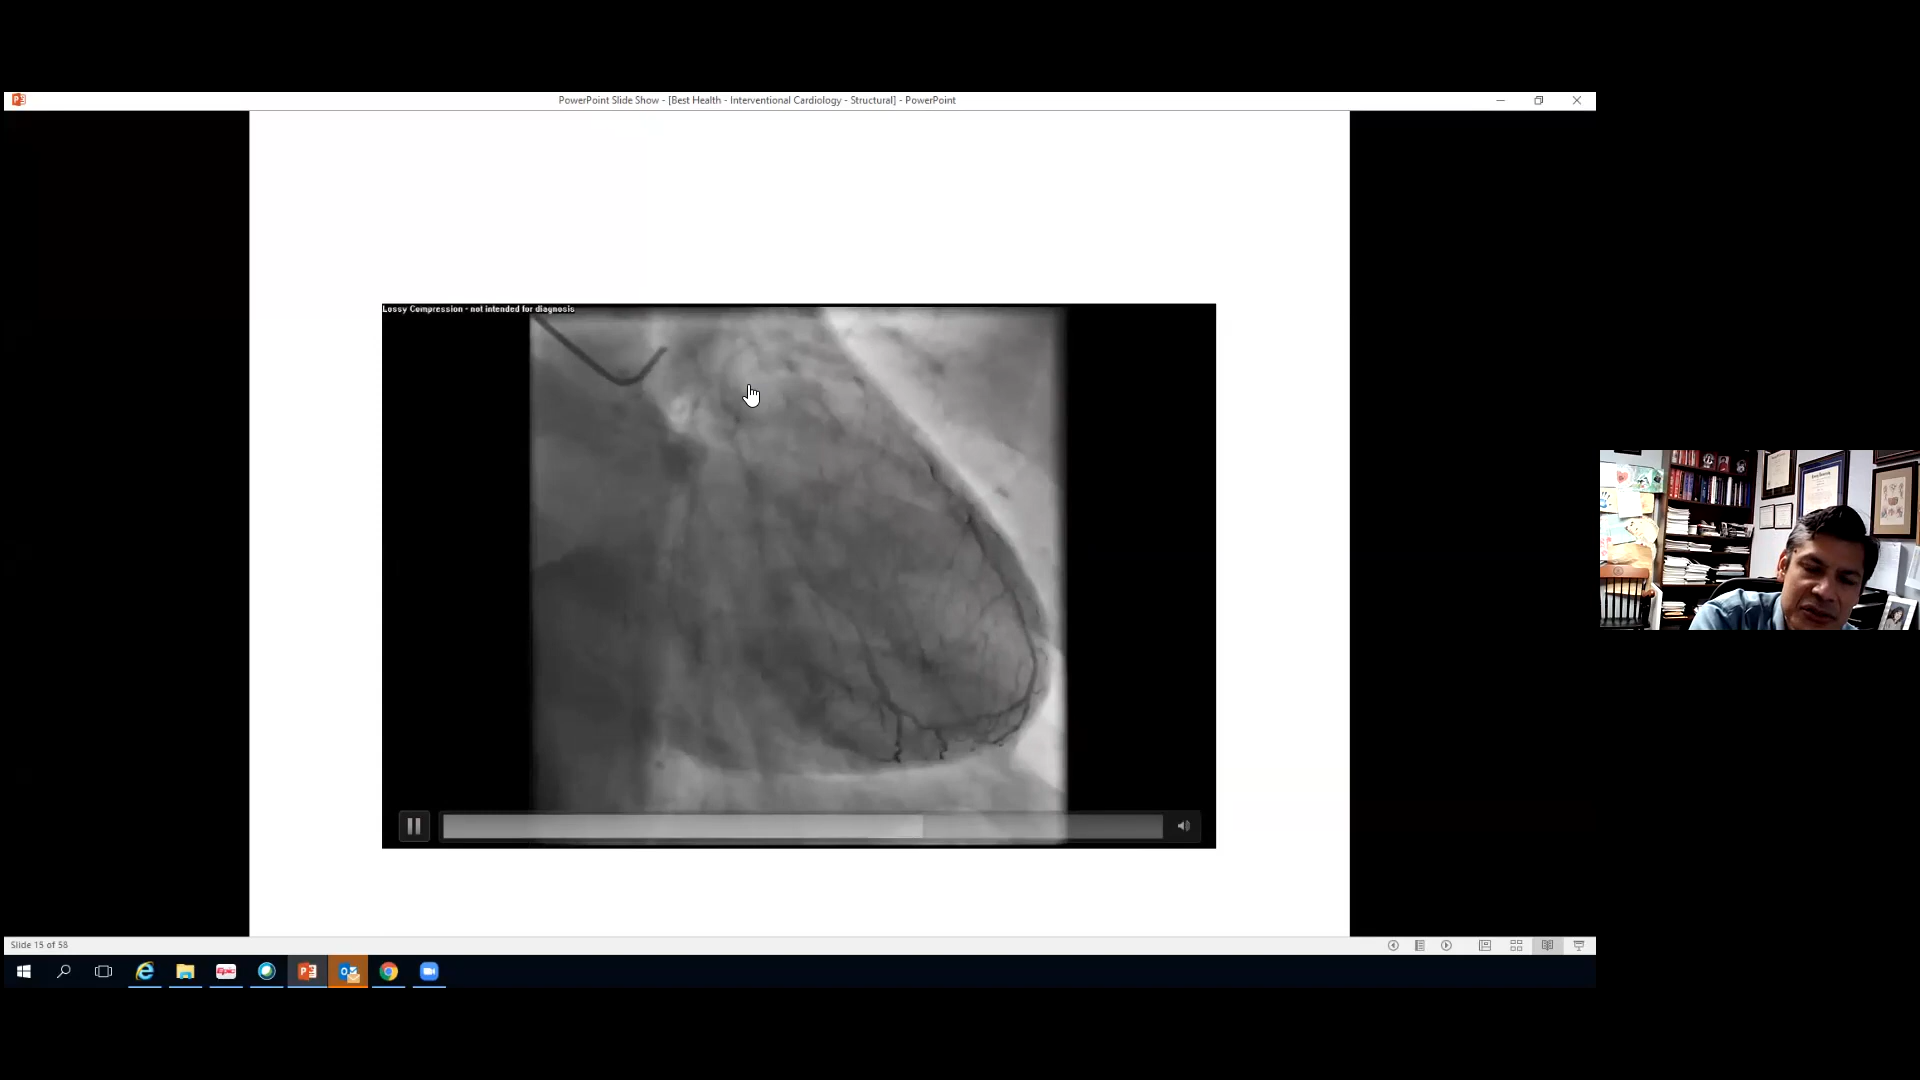 PowerPoint Slide Show - [Best Health - Interventional Cardiology - Structural] - PowerPoint
Lossy Compression - not intended for diagnosis
Slide 15 of 58
Epic